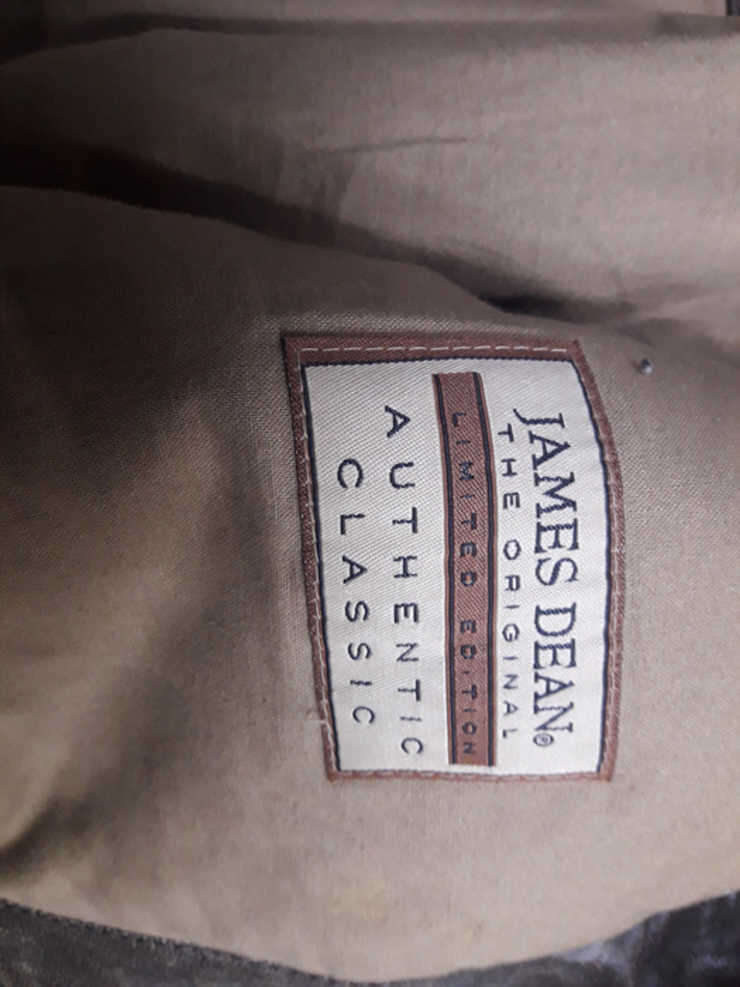 JAMES DEAN®
THE ORIGINAL
LIMITED EDITION
AUTHENTIC
CLASSIC